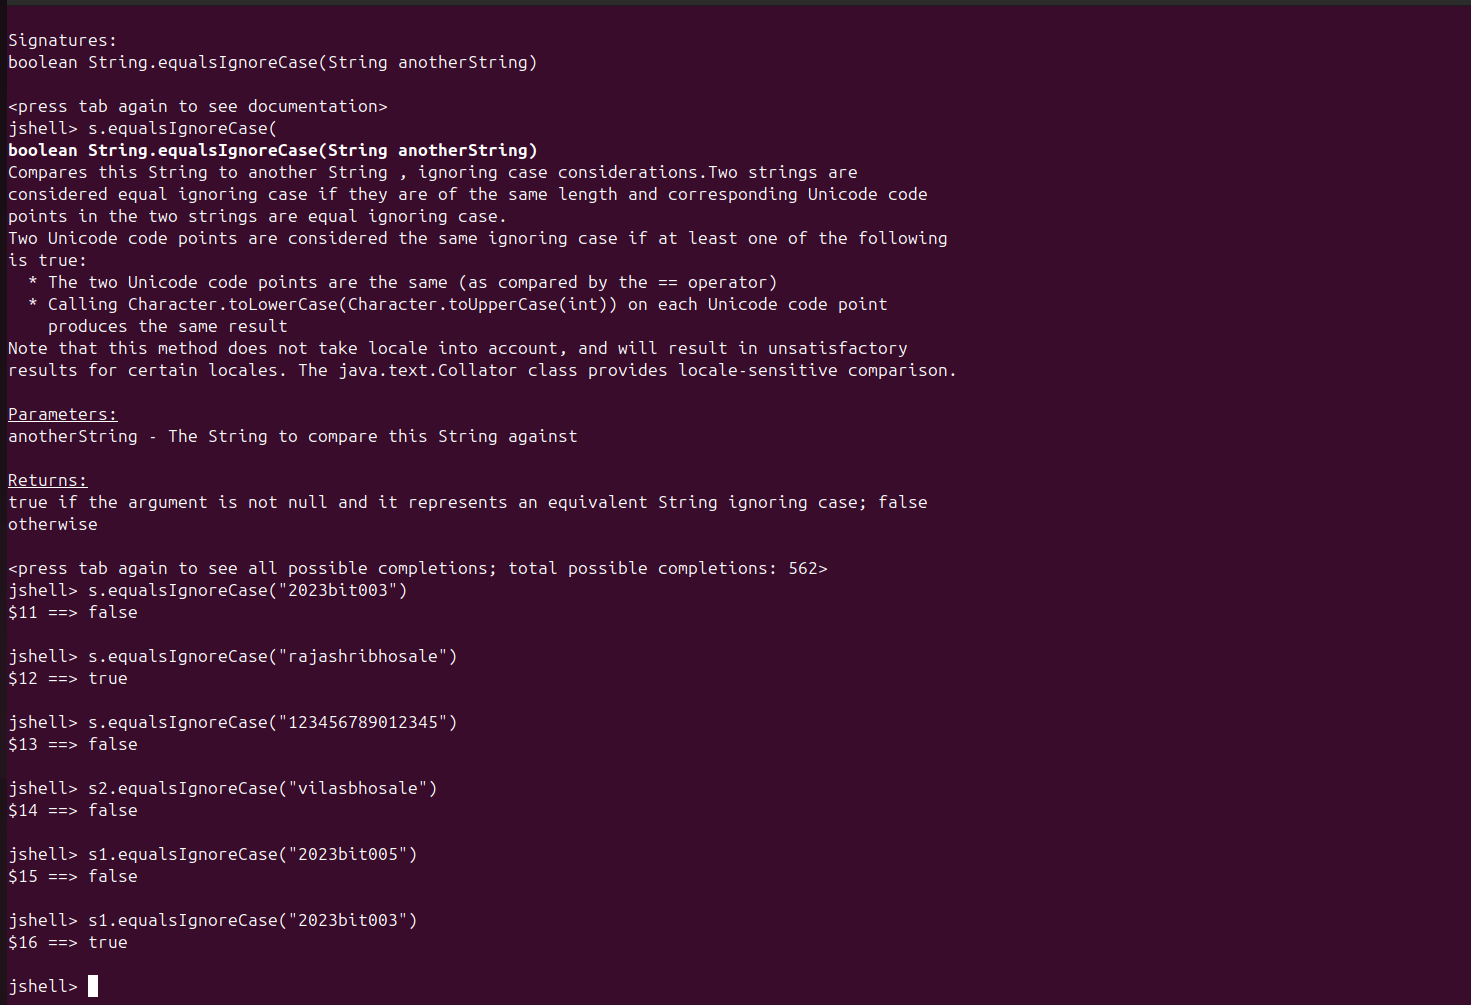 Signatures:
boolean String.equalsIgnoreCase(String anotherString)
<press tab again to see documentation>
jshell> s.equalsIgnoreCase(
boolean String.equalsIgnoreCase(String anotherString)
Compares this String to another String , ignoring case considerations.Two strings are
considered equal ignoring case if they are of the same length and corresponding Unicode code
points in the two strings are equal ignoring case.
Two Unicode code points are considered the same ignoring case if at least one of the following
is true:
  * The two Unicode code points are the same (as compared by the == operator)
  * Calling Character.toLowerCase(Character.toUpperCase(int)) on each Unicode code point
    produces the same result
Note that this method does not take locale into account, and will result in unsatisfactory
results for certain locales. The java.text.Collator class provides locale-sensitive comparison.
Parameters:
anotherString - The String to compare this String against
Returns:
true if the argument is not null and it represents an equivalent String ignoring case; false
otherwise
<press tab again to see all possible completions; total possible completions: 562>
jshell> s.equalsIgnoreCase("2023bit003")
$11 ==> false
jshell> s.equalsIgnoreCase("rajashribhosale")
$12 ==> true
jshell> s.equalsIgnoreCase("123456789012345")
$13 ==> false
jshell> s2.equalsIgnoreCase("vilasbhosale")
$14 ==> false
jshell> s1.equalsIgnoreCase("2023bit005")
$15 ==> false
jshell> s1.equalsIgnoreCase("2023bit003")
$16 ==> true
jshell>